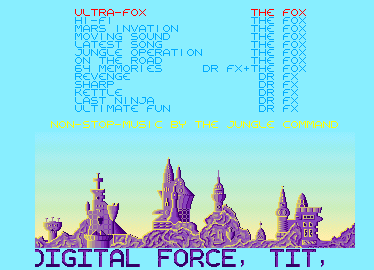 ULTRA-FOX THE FOX
HI-FI THE FOX
MARS INVATION THE FOX
MOVING SOUND THE FOX
LATEST SONG THE FOX
JUNGLE OPERATION THE FOX
ON THE ROAD THE FOX
64 MEMORIES DR FX+THE FOX
REVENGE DR FX
SHARP DR FX
KETTLE DR FX
LAST NINJA DR FX
ULTIMATE FUN DR FX
NON-STOP-MUSIC BY THE JUNGLE COMMAND
DIGITAL FORCE, TIT,